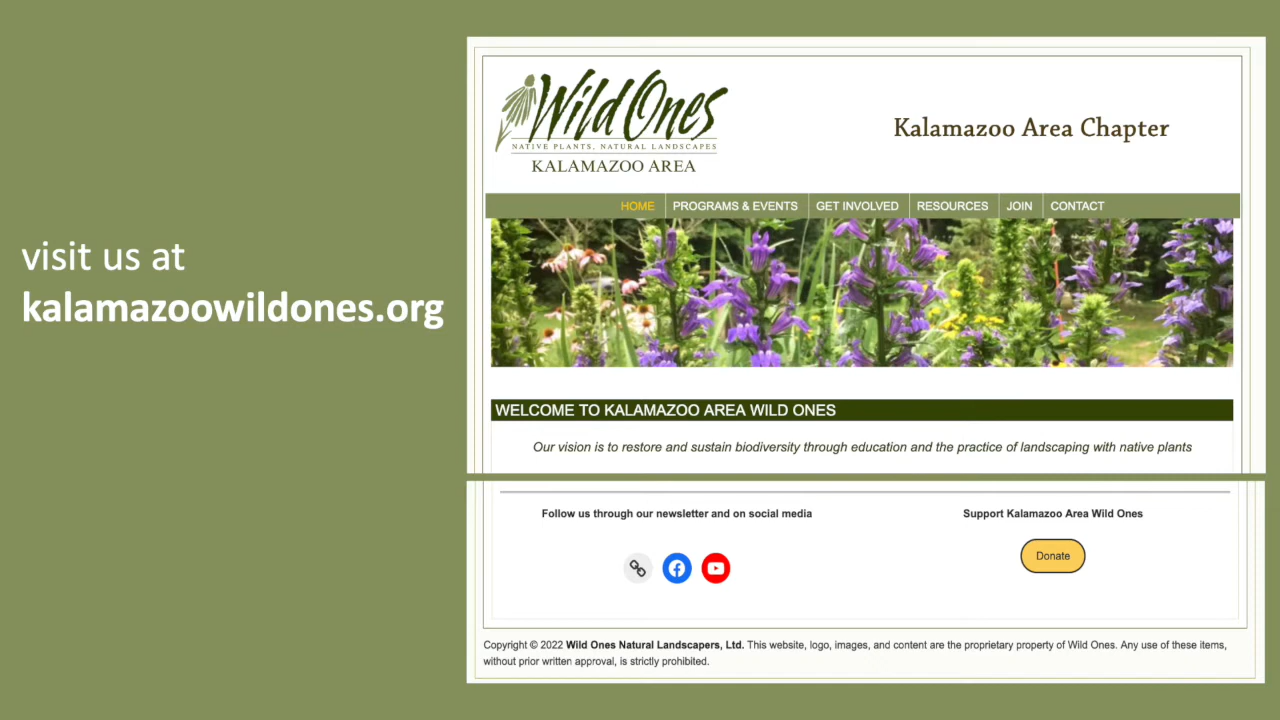 visit us at
kalamazoowildones.org
Wild Ones
NATIVE PLANTS, NATURAL LANDSCAPES
KALAMAZOO AREA
Kalamazoo Area Chapter
HOME PROGRAMS & EVENTS GET INVOLVED RESOURCES JOIN CONTACT
WELCOME TO KALAMAZOO AREA WILD ONES
Our vision is to restore and sustain biodiversity through education and the practice of landscaping with native plants
Follow us through our newsletter and on social media
Support Kalamazoo Area Wild Ones
Donate
Copyright © 2022 Wild Ones Natural Landscapers, Ltd. This website, logo, images, and content are the proprietary property of Wild Ones. Any use of these items,
without prior written approval, is strictly prohibited.